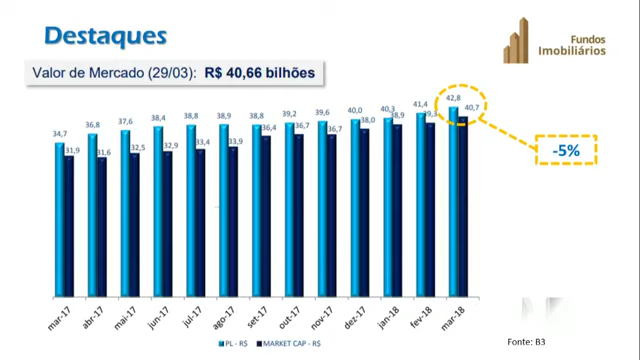 Destaques
Fundos
Imobiliários
Valor de Mercado (29/03): R$ 40,66 bilhões
34,7
31,9
36,8
31,6
37,6
32,5
38,4
32,9
38,8
33,4
38,9
33,9
38,8
36,4
39,2
36,7
39,6
36,7
40,0
38,0
40,3
38,9
41,4
39,3
42,8
40,7
-5%
mar-17
abr-17
mai-17
jun-17
jul-17
ago-17
set-17
out-17
nov-17
dez-17
jan-18
fev-18
mar-18
PL - R$
MARKET CAP - R$
Fonte: B3